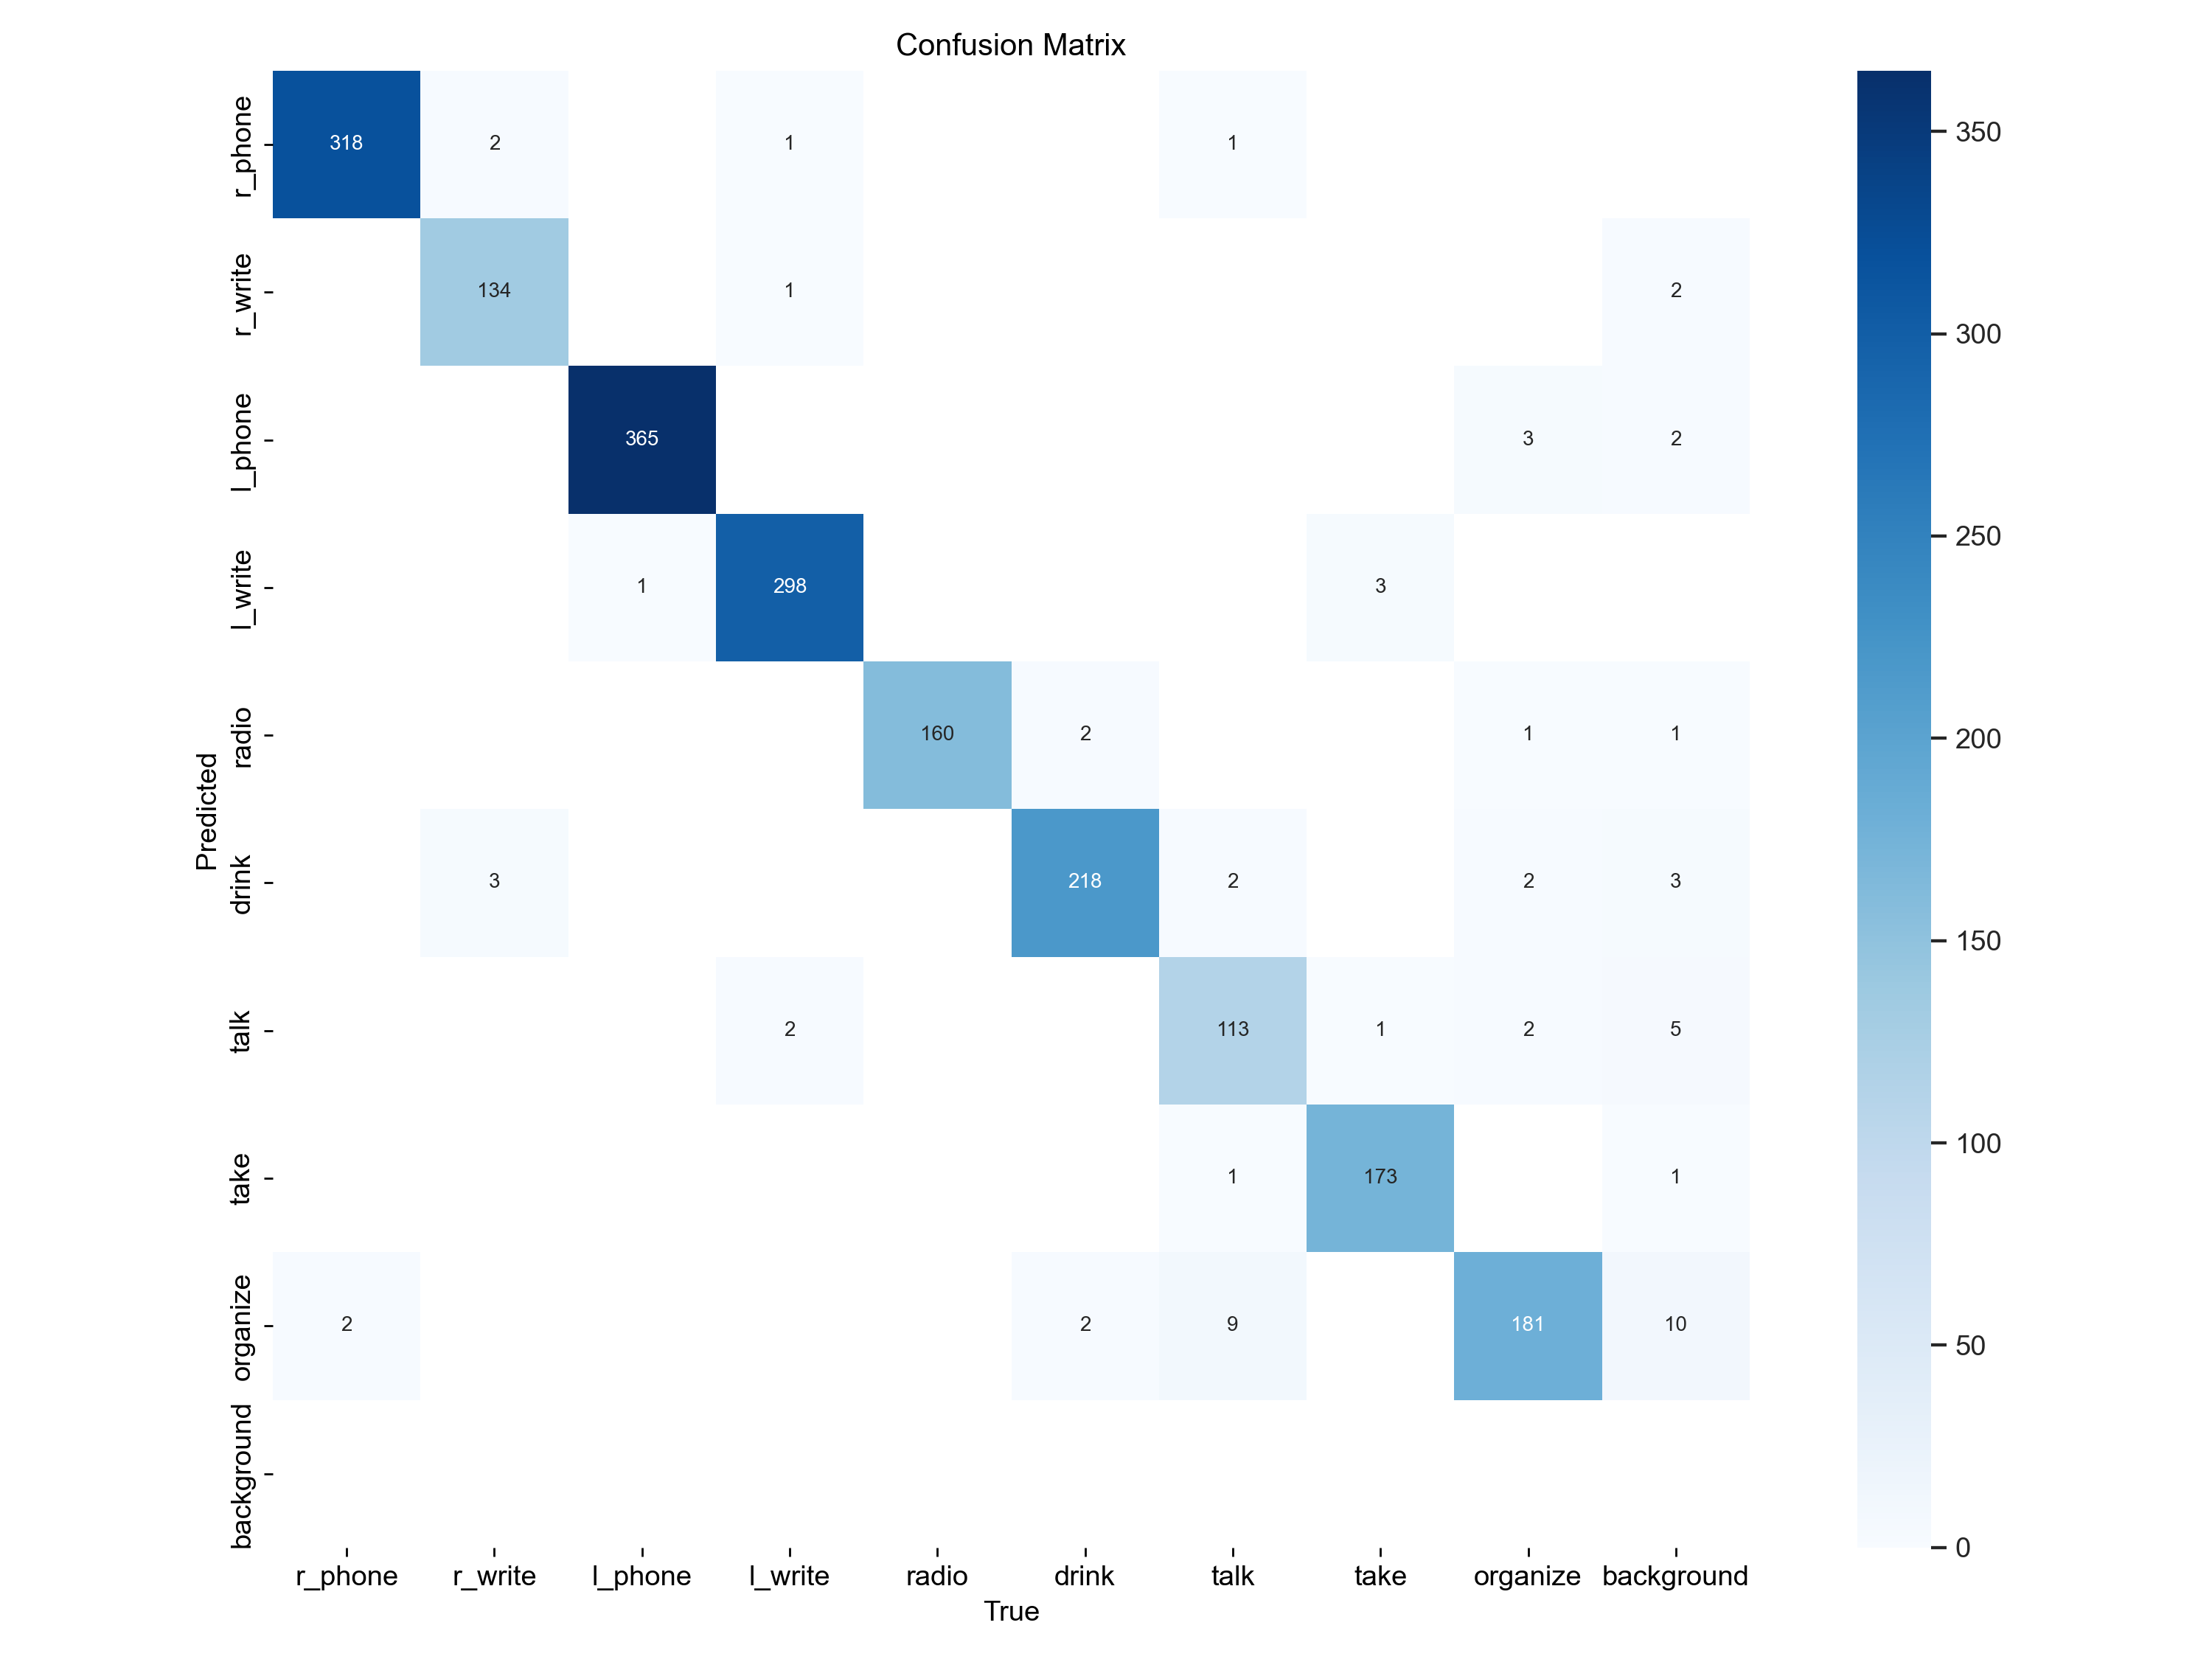 Confusion Matrix
r_phone 318 2 1 1
r_write 134 1 2
l_phone 365 3 2
l_write 1 298 3
radio 160 2 1 1
drink 3 218 2 2 3
talk 2 113 1 2 5
take 1 173 1
organize 2 2 9 181 10
background
Predicted
r_phone r_write l_phone l_write radio drink talk take organize background
True
350
300
250
200
150
100
50
0